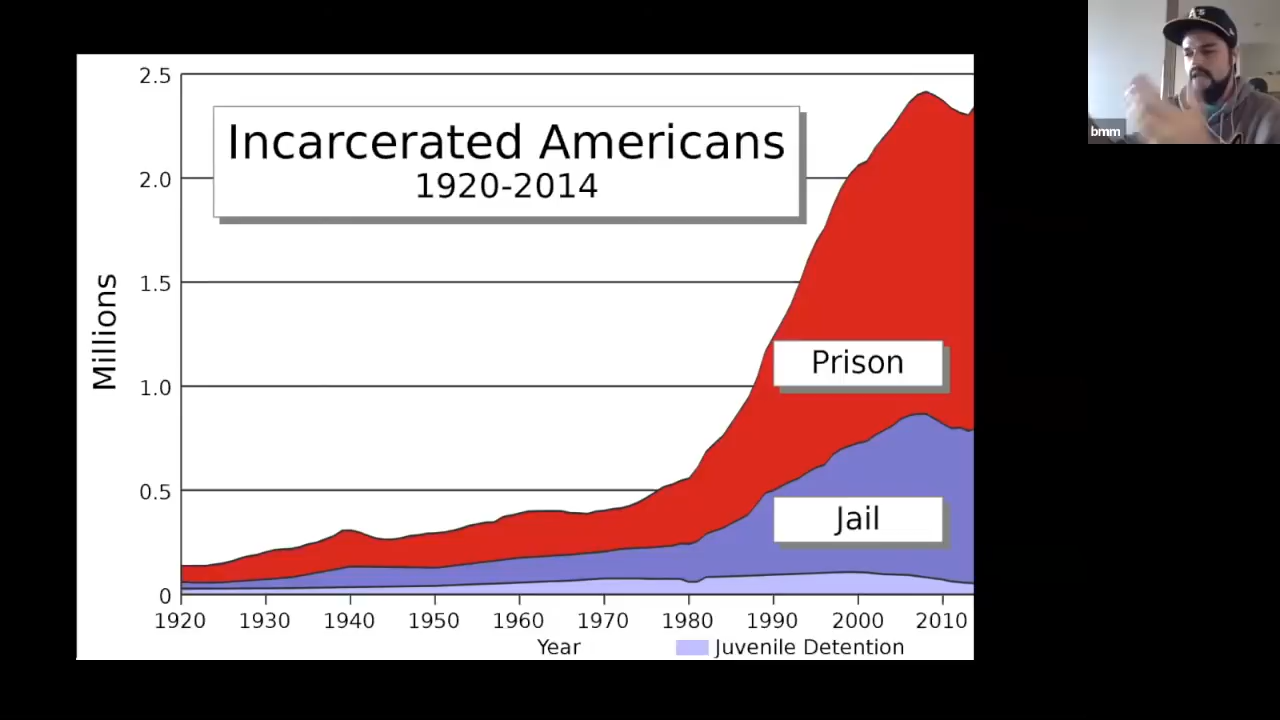 2.5
2.0
1.5
1.0
0.5
0
Millions
Incarcerated Americans
1920-2014
Prison
Jail
1920 1930 1940 1950 1960 1970 1980 1990 2000 2010
Year
Juvenile Detention
A's
bmm